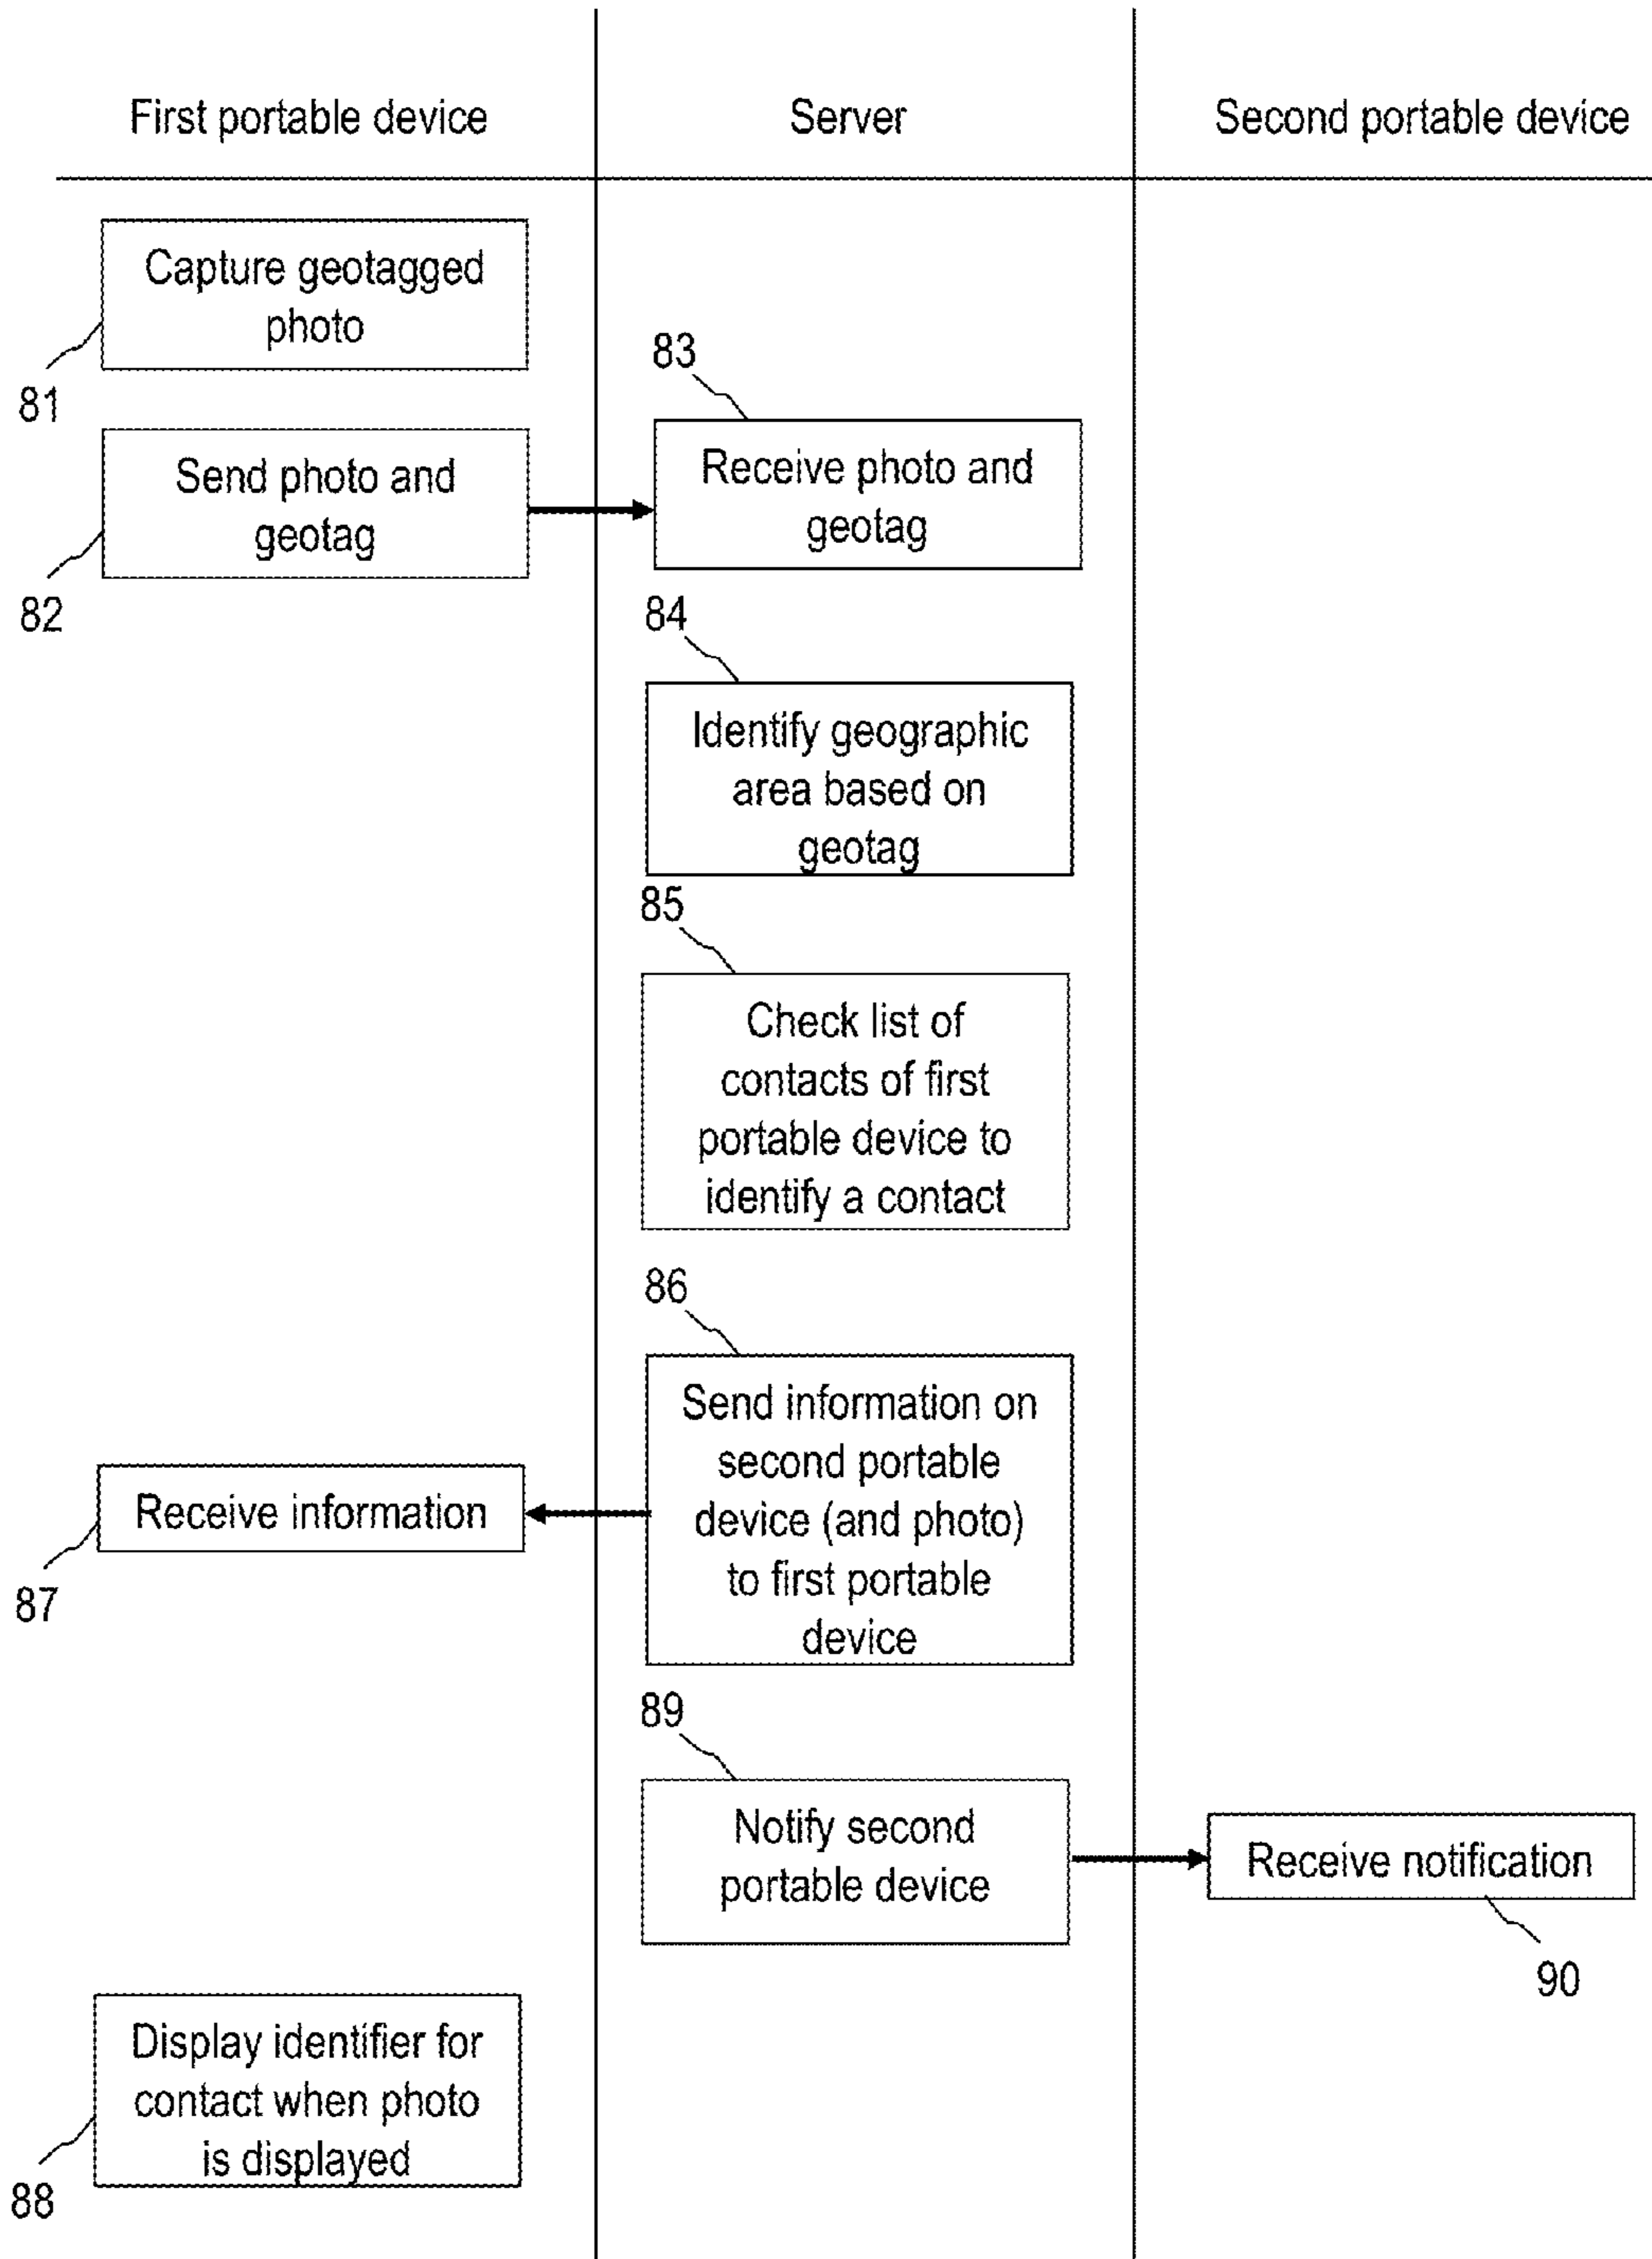 First portable device
Server
Second portable device
Capture geotagged
photo
81
83
Send photo and
geotag
82
Receive photo and
geotag
84
Identify geographic
area based on
geotag
85
Check list of
contacts of first
portable device to
identify a contact
86
Send information on
second portable
device (and photo)
to first portable
device
Receive information
87
89
Notify second
portable device
Receive notification
90
Display identifier for
contact when photo
is displayed
88